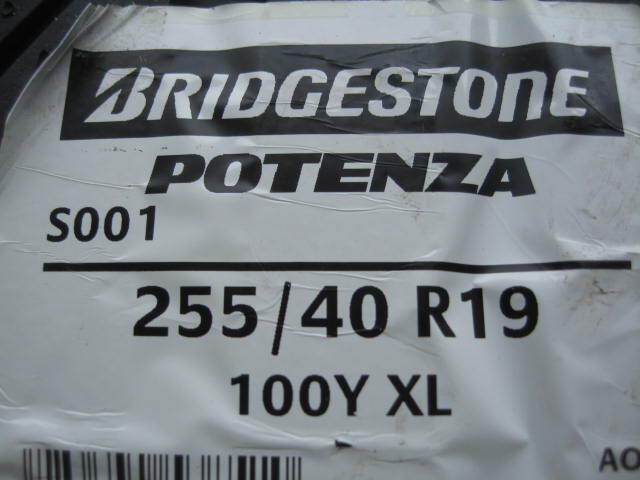 BRIDGESTONE
POTENZA
S001
255/40 R19
100Y XL
AO